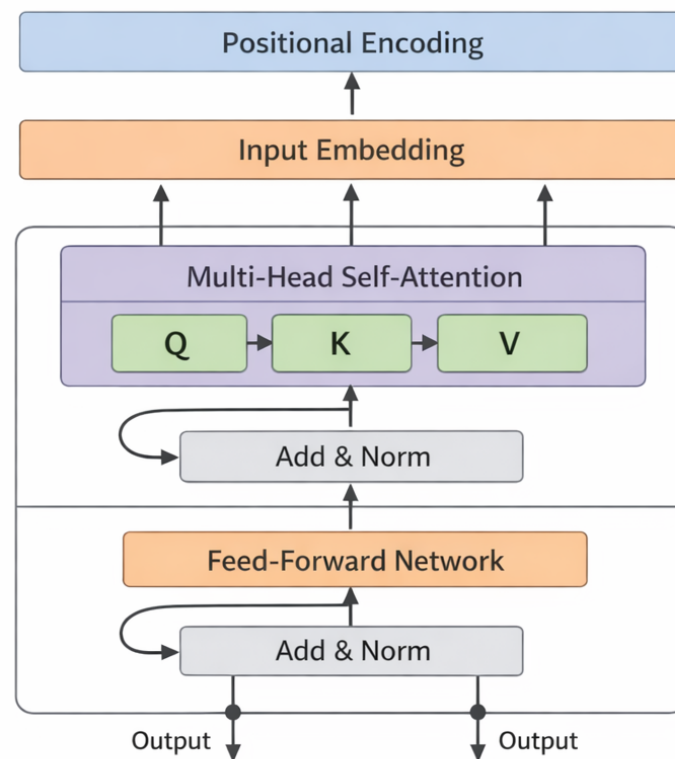 Positional Encoding
Input Embedding
Multi-Head Self-Attention
Q K V
Add & Norm
Feed-Forward Network
Add & Norm
Output Output